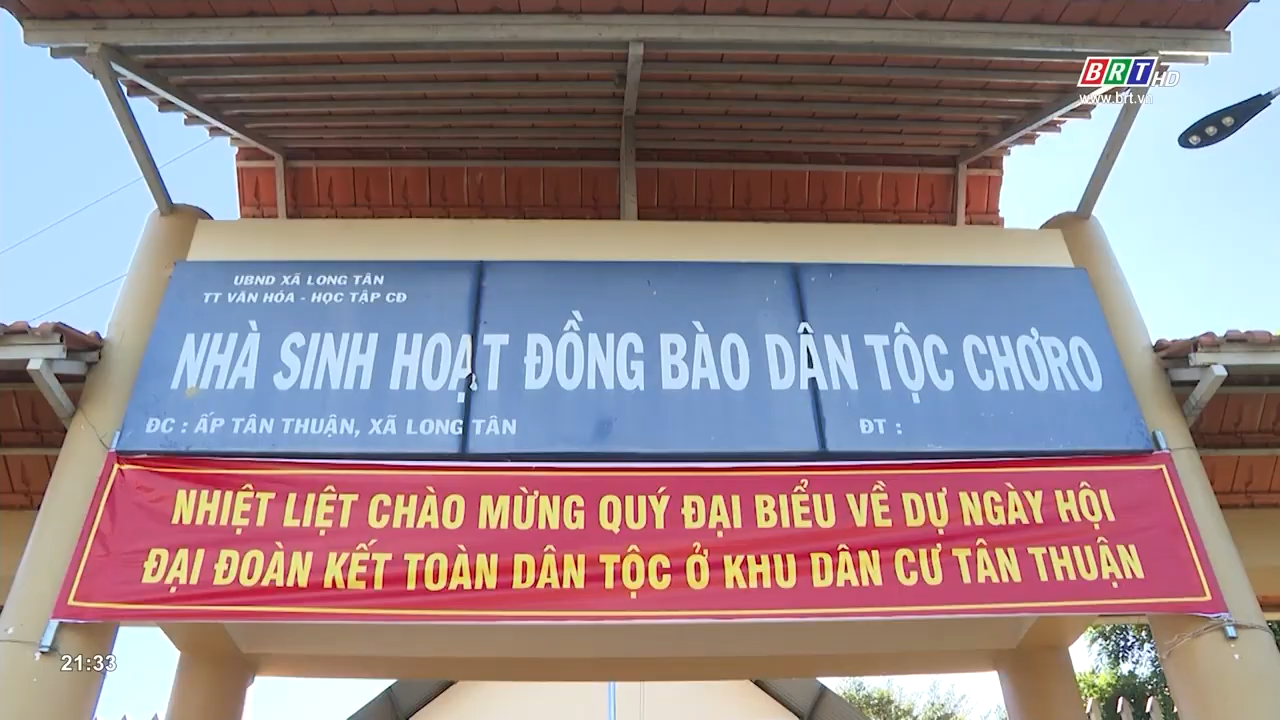 BRT HD
www.brt.vn
UBND XÃ LONG TÂN
TT VĂN HÓA - HỌC TẬP CĐ
NHÀ SINH HOẠT ĐỒNG BÀO DÂN TỘC CHƠRO
ĐC : ẤP TÂN THUẬN, XÃ LONG TÂN ĐT :
NHIỆT LIỆT CHÀO MỪNG QUÝ ĐẠI BIỂU VỀ DỰ NGÀY HỘI
ĐẠI ĐOÀN KẾT TOÀN DÂN TỘC Ở KHU DÂN CƯ TÂN THUẬN
21:33